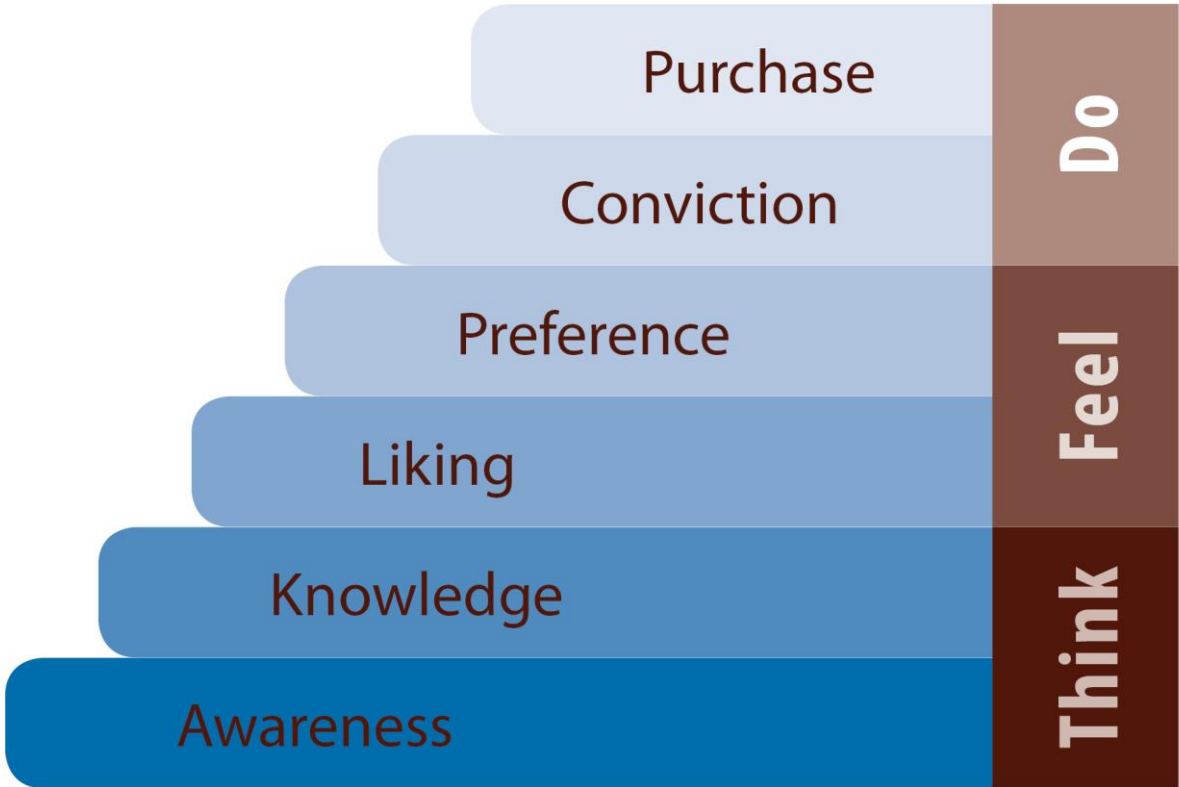 Purchase
Conviction
Preference
Liking
Knowledge
Awareness
Do
Feel
Think